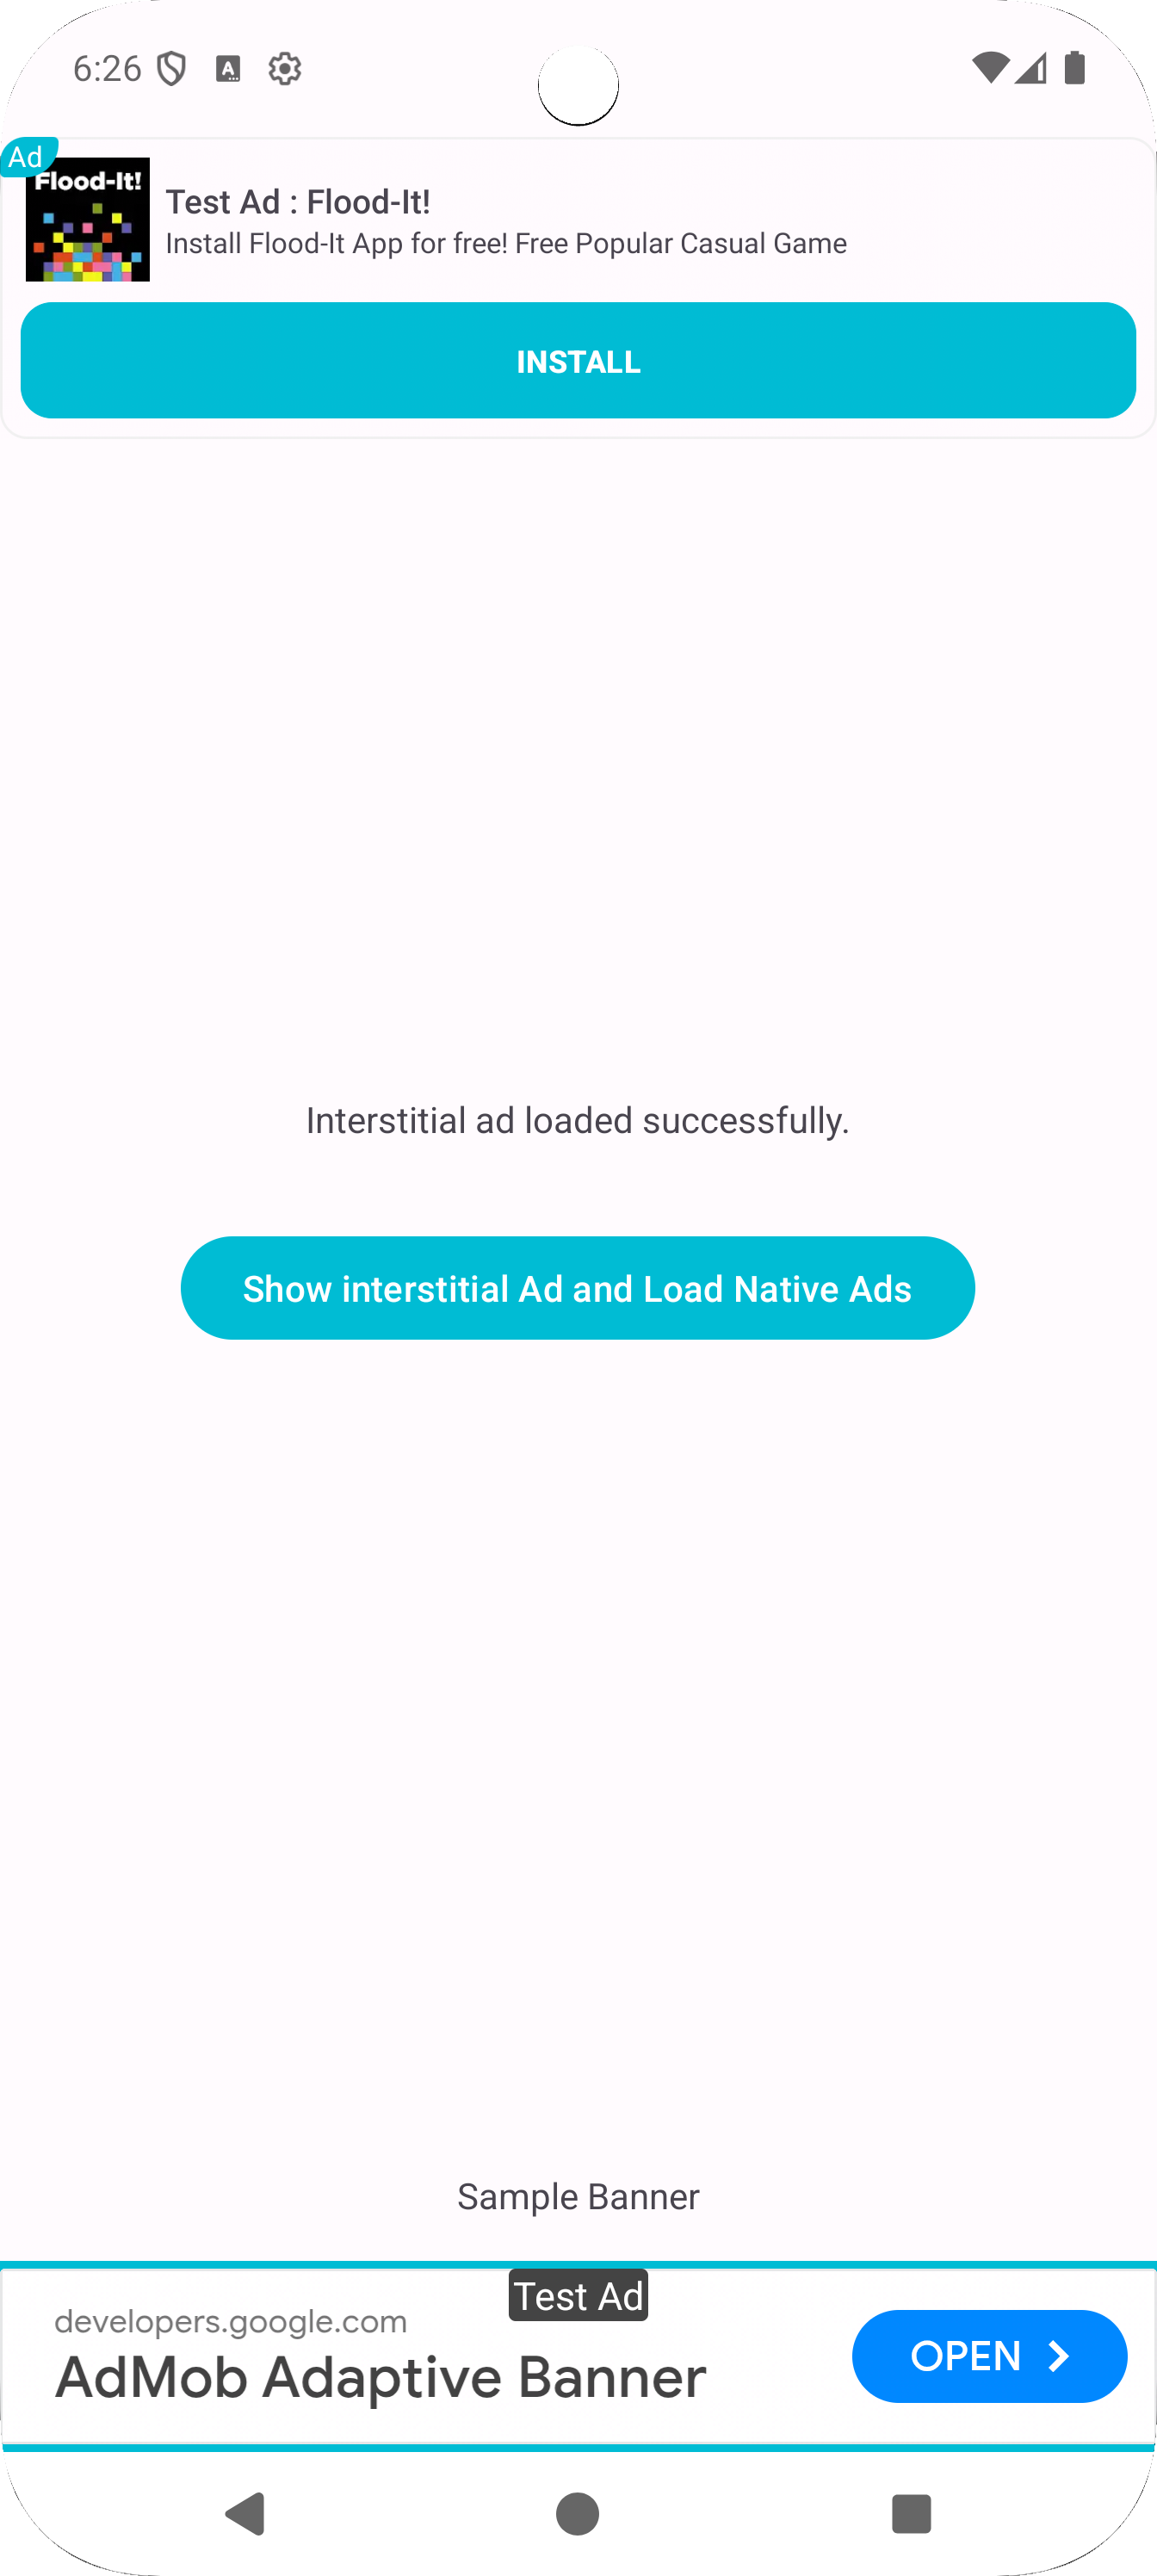 6:26
Ad
Flood-It!
Test Ad : Flood-It!
Install Flood-It App for free! Free Popular Casual Game
INSTALL
Interstitial ad loaded successfully.
Show interstitial Ad and Load Native Ads
Sample Banner
Test Ad
developers.google.com
AdMob Adaptive Banner
OPEN